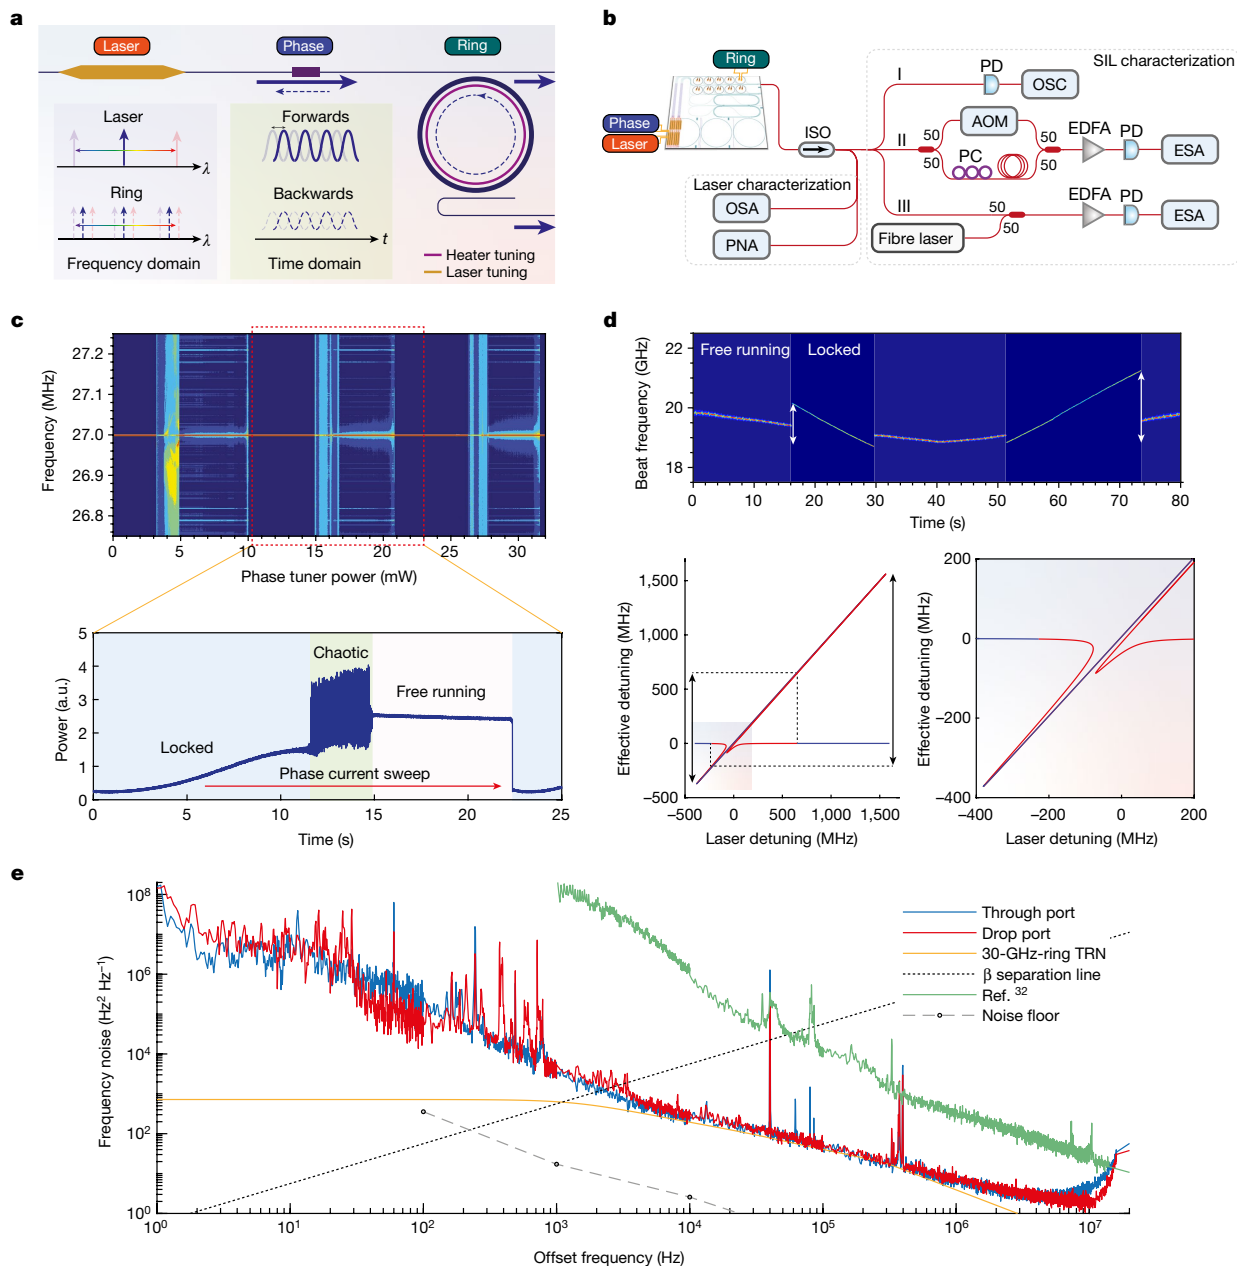 a
Laser
Phase
Ring
Laser
λ
Ring
λ
Frequency domain
Forwards
Backwards
t
Time domain
Heater tuning
Laser tuning
b
Ring
Phase
Laser
ISO
Laser characterization
OSA
PNA
SIL characterization
I
PD
OSC
II
50
50
AOM
PC
50
50
EDFA
PD
ESA
III
Fibre laser
50
50
EDFA
PD
ESA
c
Frequency (MHz)
27.2
27.1
27.0
26.9
26.8
0 5 10 15 20 25 30
Phase tuner power (mW)
Power (a.u.)
5
4
3
2
1
0
Locked
Chaotic
Free running
Phase current sweep
0 5 10 15 20 25
Time (s)
d
Beat frequency (GHz)
22
20
18
Free running
Locked
0 10 20 30 40 50 60 70 80
Time (s)
Effective detuning (MHz)
1,500
1,000
500
0
−500
−500 0 500 1,000 1,500
Laser detuning (MHz)
Effective detuning (MHz)
200
0
−200
−400
−400 −200 0 200
Laser detuning (MHz)
e
Frequency noise (Hz² Hz⁻¹)
10⁸
10⁶
10⁴
10²
10⁰
Through port
Drop port
30-GHz-ring TRN
β separation line
Ref. ³²
Noise floor
10⁰ 10¹ 10² 10³ 10⁴ 10⁵ 10⁶ 10⁷
Offset frequency (Hz)